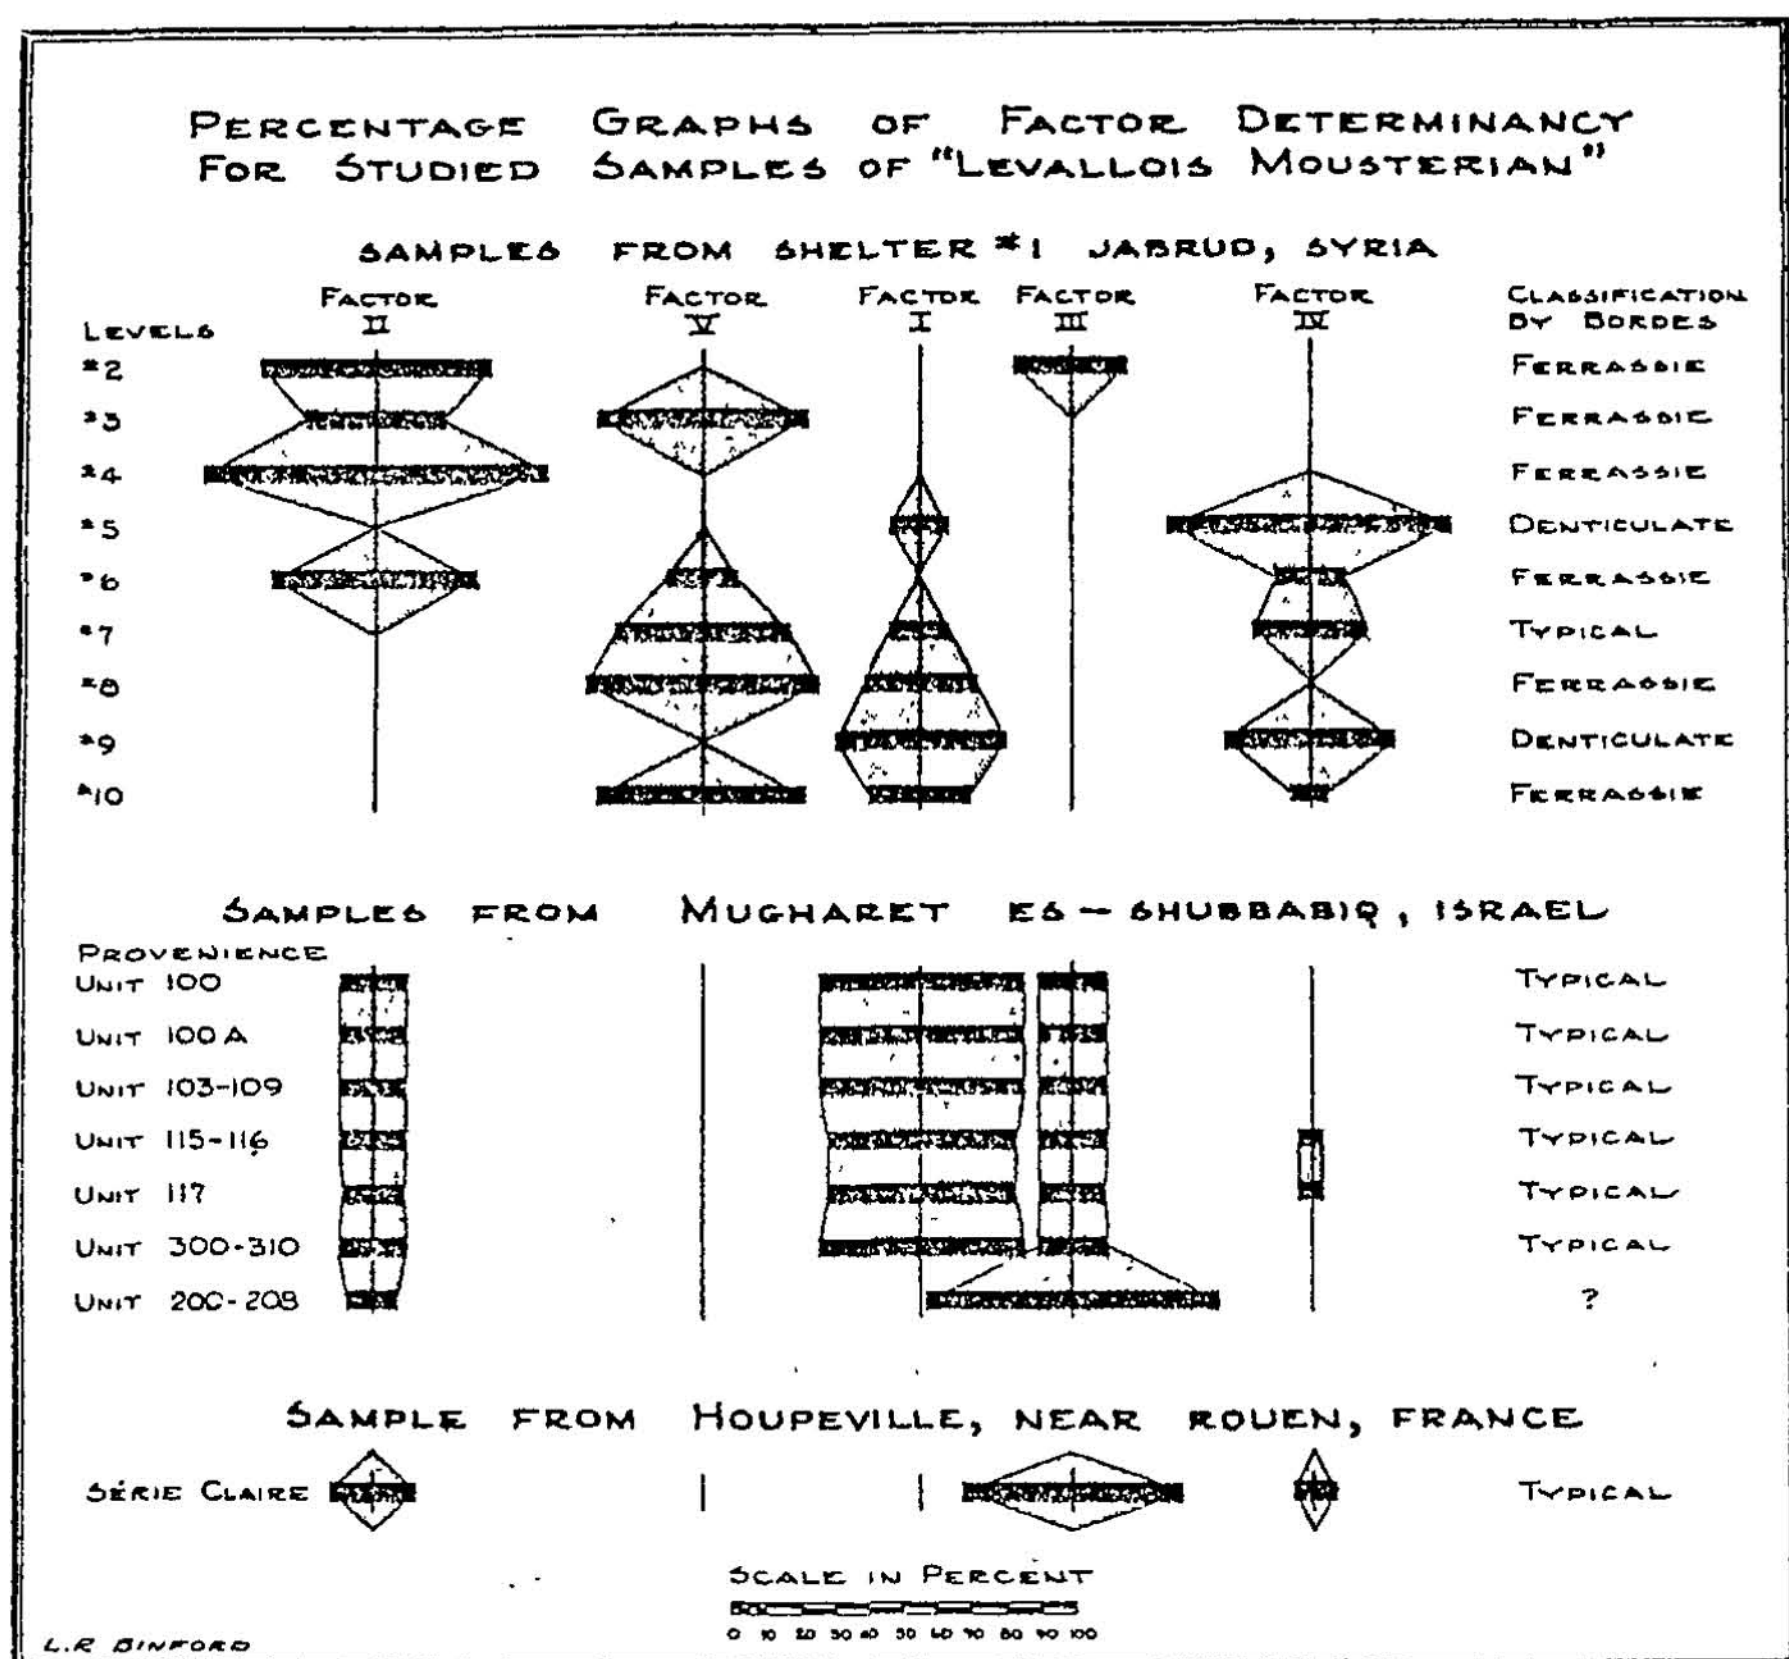 PERCENTAGE GRAPHS OF FACTOR DETERMINANCY
FOR STUDIED SAMPLES OF "LEVALLOIS MOUSTERIAN"
SAMPLES FROM SHELTER #1 JABRUD, SYRIA
LEVELS FACTOR II FACTOR V FACTOR I FACTOR III FACTOR IV CLASSIFICATION BY BORDES
#2 FERRASSIE
#3 FERRASSIE
#4 FERRASSIE
#5 DENTICULATE
#6 FERRASSIE
#7 TYPICAL
#8 FERRASSIE
#9 DENTICULATE
#10 FERRASSIE
SAMPLES FROM MUGHARET ES-SHUBBABIQ, ISRAEL
PROVENIENCE
UNIT 100 TYPICAL
UNIT 100 A TYPICAL
UNIT 103-109 TYPICAL
UNIT 115-116 TYPICAL
UNIT 117 TYPICAL
UNIT 300-310 TYPICAL
UNIT 200-208 ?
SAMPLE FROM HOUPEVILLE, NEAR ROUEN, FRANCE
SÉRIE CLAIRE TYPICAL
SCALE IN PERCENT
0 10 20 30 40 50 60 70 80 90 100
L.R BINFORD